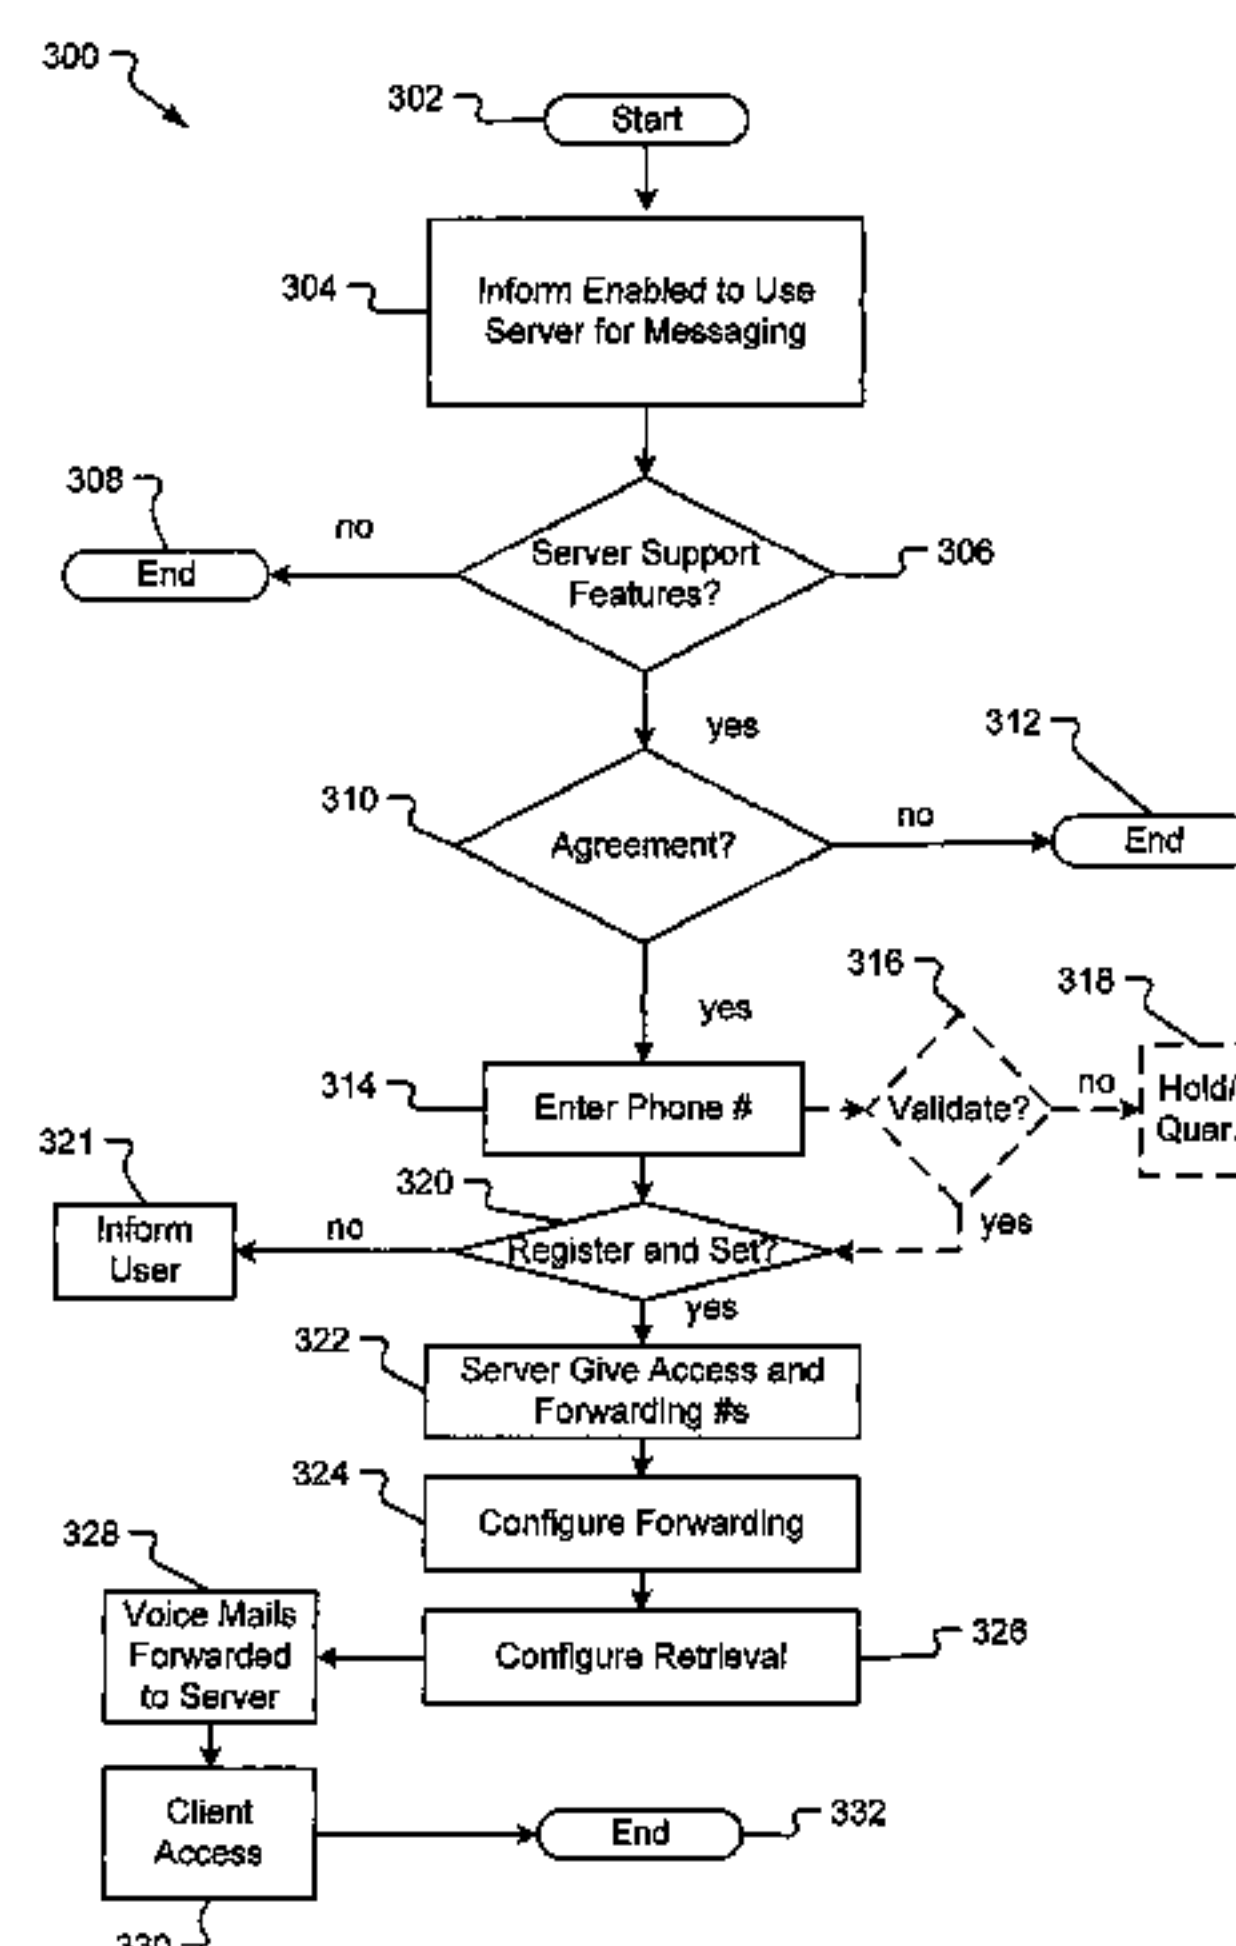 300
302
Start
304
Inform Enabled to Use
Server for Messaging
308
no
End
Server Support
Features?
306
yes
312
310
Agreement?
no
End
yes
316
318
314
Enter Phone #
Validate?
no
Hold/
Quar.
321
320
Inform
User
no
Register and Set?
yes
yes
322
Server Give Access and
Forwarding #s
324
Configure Forwarding
328
Voice Mails
Forwarded
to Server
Configure Retrieval
326
Client
Access
End
332
330